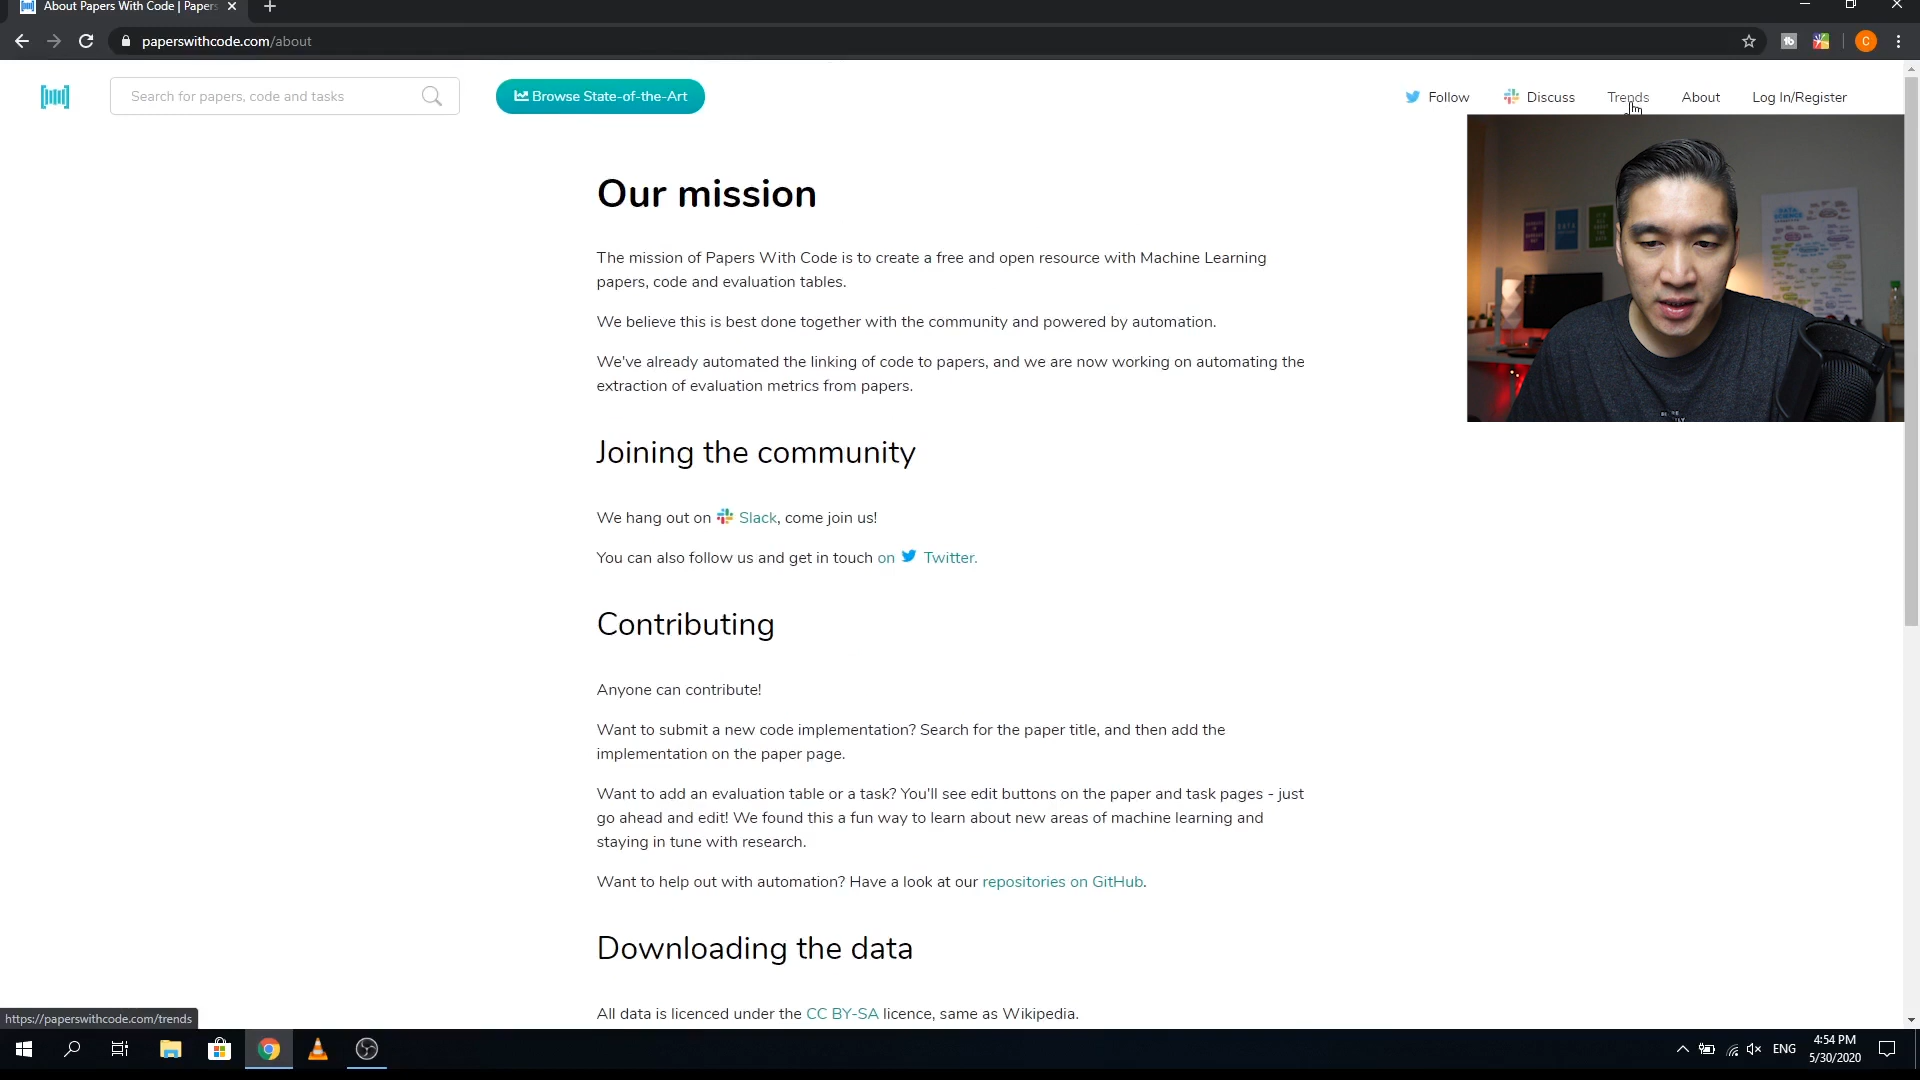 About Papers With Code | Papers
paperswithcode.com/about
Search for papers, code and tasks
Browse State-of-the-Art
Follow
Discuss
Trends
About
Log In/Register
Our mission
The mission of Papers With Code is to create a free and open resource with Machine Learning
papers, code and evaluation tables.
We believe this is best done together with the community and powered by automation.
We've already automated the linking of code to papers, and we are now working on automating the
extraction of evaluation metrics from papers.
Joining the community
We hang out on Slack, come join us!
You can also follow us and get in touch on Twitter.
Contributing
Anyone can contribute!
Want to submit a new code implementation? Search for the paper title, and then add the
implementation on the paper page.
Want to add an evaluation table or a task? You'll see edit buttons on the paper and task pages - just
go ahead and edit! We found this a fun way to learn about new areas of machine learning and
staying in tune with research.
Want to help out with automation? Have a look at our repositories on GitHub.
Downloading the data
All data is licenced under the CC BY-SA licence, same as Wikipedia.
https://paperswithcode.com/trends
ENG
4:54 PM
5/30/2020
DATA
SCIENCE
C